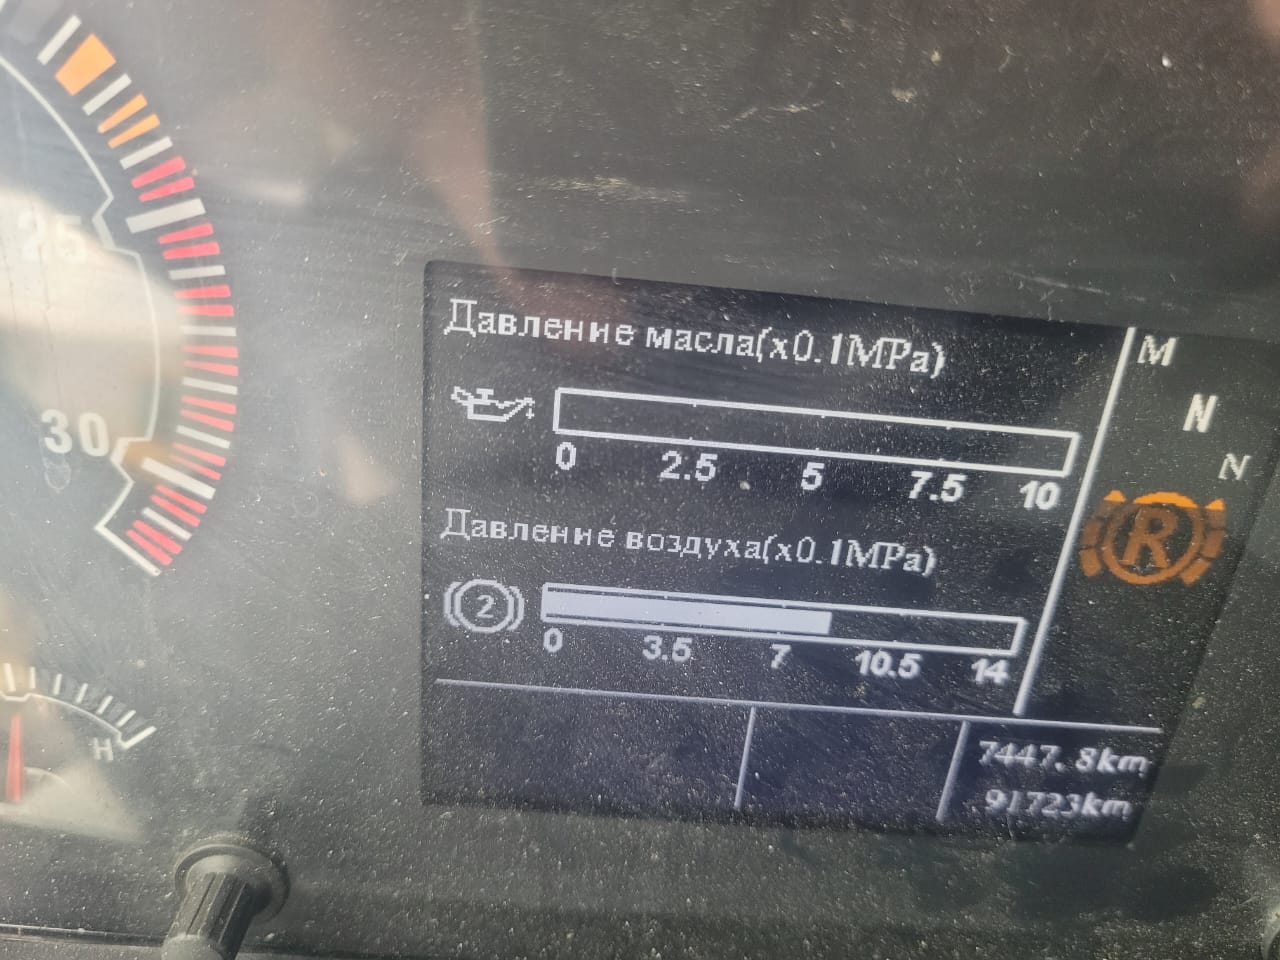 25
30
H
Давление масла(x0.1MPa)
0 2.5 5 7.5 10
Давление воздуха(x0.1MPa)
2
0 3.5 7 10.5 14
M
N
N
R
7447.8km
91723km